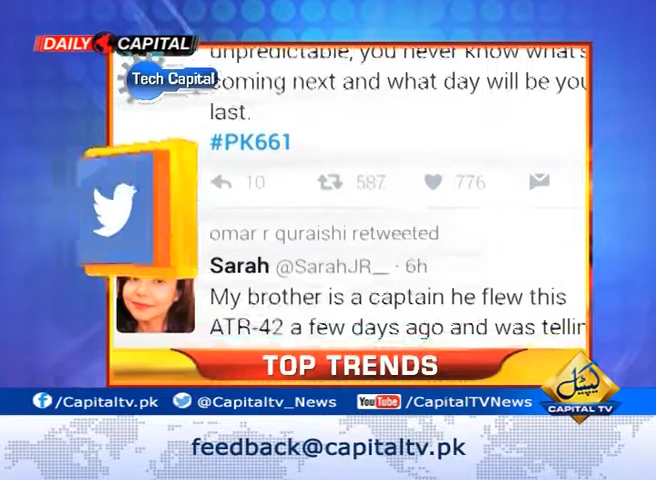 DAILY CAPITAL
Tech Capital
unpredictable, you never know what's
coming next and what day will be you
last.
#PK661
10 587 776
omar r quraishi retweeted
Sarah @SarahJR__ · 6h
My brother is a captain he flew this
ATR-42 a few days ago and was tellin
TOP TRENDS
کیپیٹل
CAPITAL TV
/Capitaltv.pk @Capitaltv_News YouTube /CapitalTVNews
feedback@capitaltv.pk